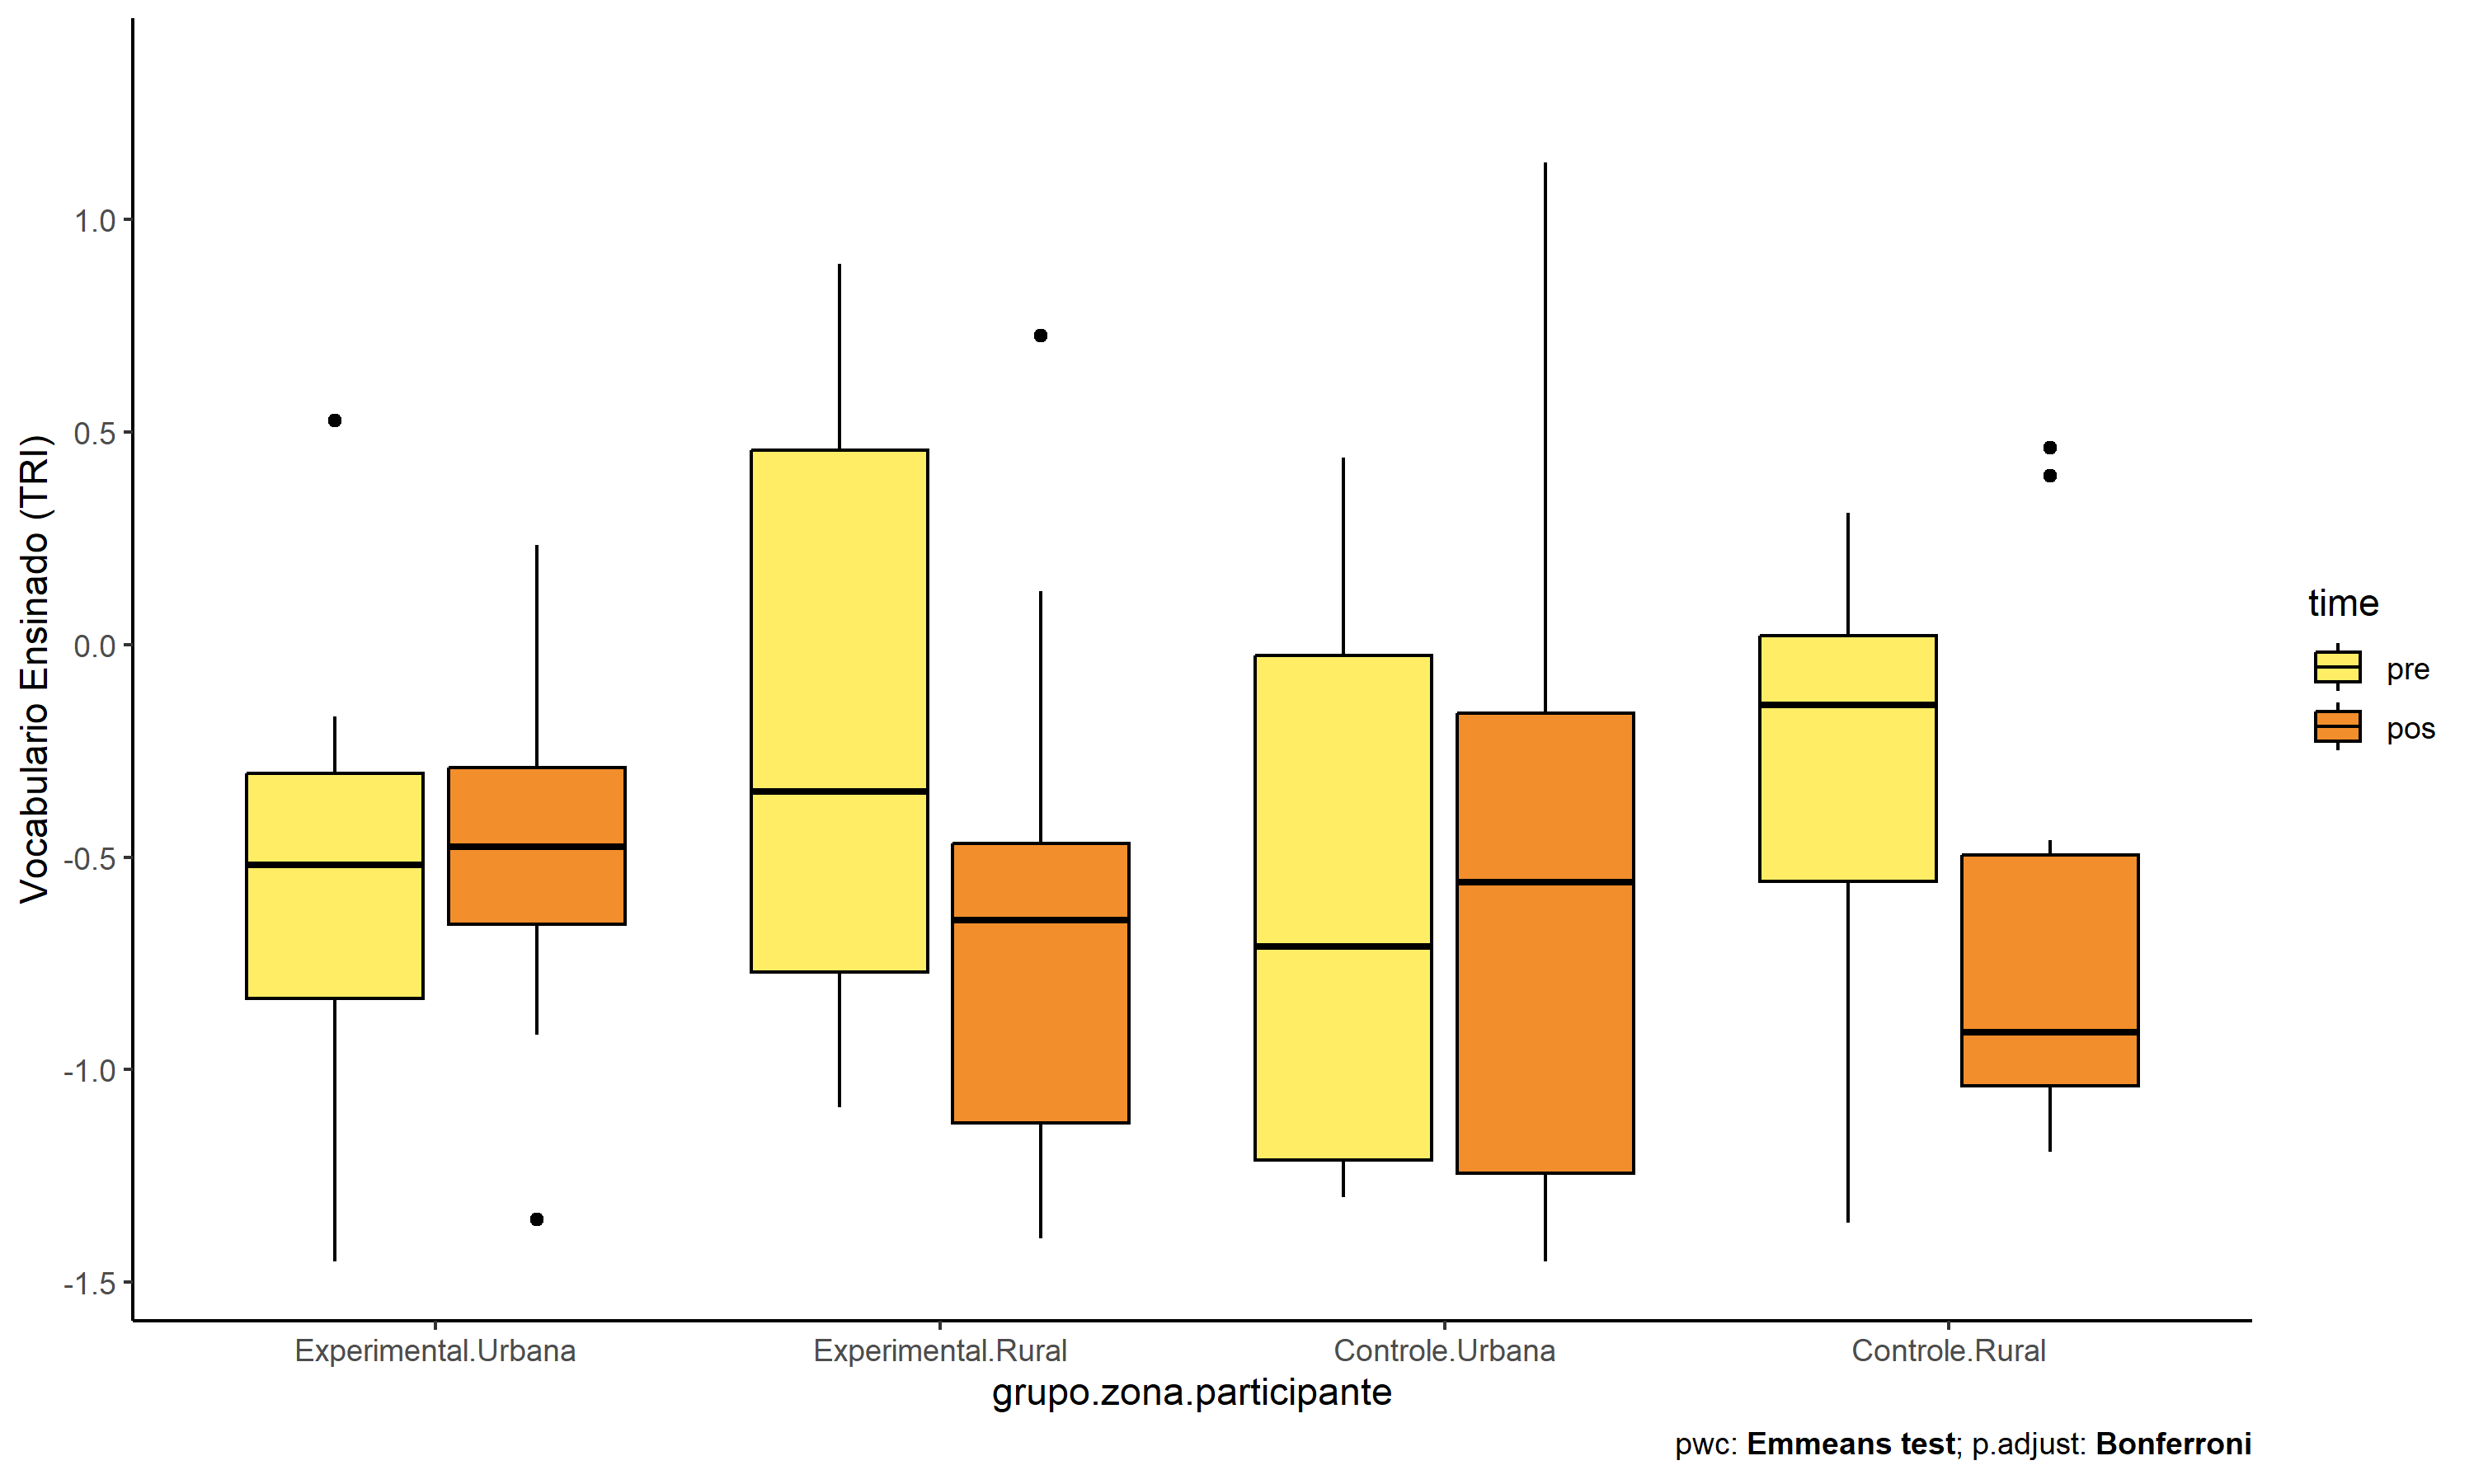 Vocabulario Ensinado (TRI)
1.0
0.5
0.0
-0.5
-1.0
-1.5
Experimental.Urbana
Experimental.Rural
Controle.Urbana
Controle.Rural
grupo.zona.participante
time
pre
pos
pwc: Emmeans test; p.adjust: Bonferroni